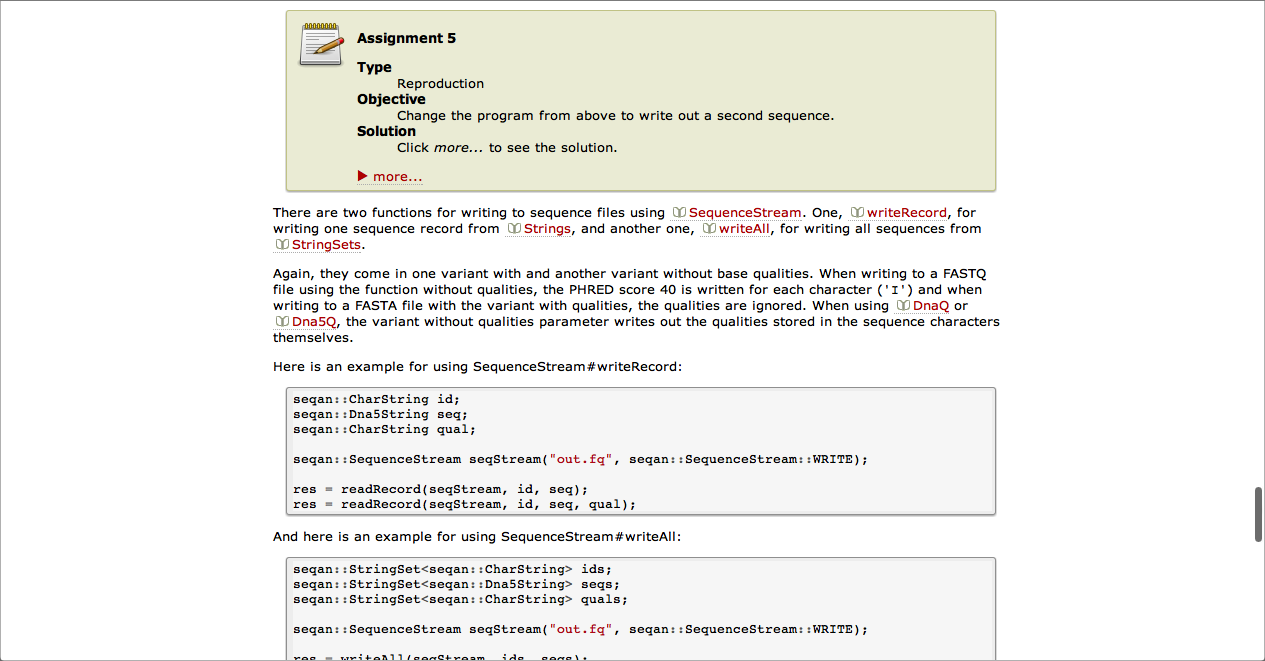 Assignment 5
Type
Reproduction
Objective
Change the program from above to write out a second sequence.
Solution
Click more... to see the solution.
more...
There are two functions for writing to sequence files using SequenceStream. One, writeRecord, for
writing one sequence record from Strings, and another one, writeAll, for writing all sequences from
StringSets.
Again, they come in one variant with and another variant without base qualities. When writing to a FASTQ
file using the function without qualities, the PHRED score 40 is written for each character ('I') and when
writing to a FASTA file with the variant with qualities, the qualities are ignored. When using DnaQ or
Dna5Q, the variant without qualities parameter writes out the qualities stored in the sequence characters
themselves.
Here is an example for using SequenceStream#writeRecord:
seqan::CharString id;
seqan::Dna5String seq;
seqan::CharString qual;
seqan::SequenceStream seqStream("out.fq", seqan::SequenceStream::WRITE);
res = readRecord(seqStream, id, seq);
res = readRecord(seqStream, id, seq, qual);
And here is an example for using SequenceStream#writeAll:
seqan::StringSet<seqan::CharString> ids;
seqan::StringSet<seqan::Dna5String> seqs;
seqan::StringSet<seqan::CharString> quals;
seqan::SequenceStream seqStream("out.fq", seqan::SequenceStream::WRITE);
res = writeAll(seqStream, ids, seqs);